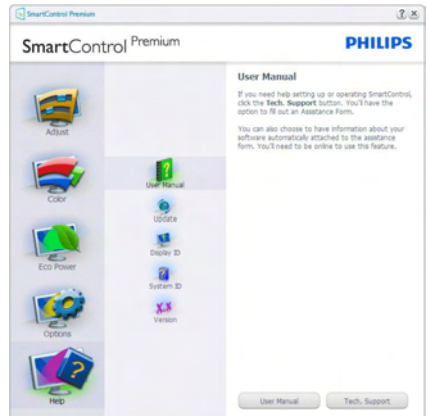 SmartControl Premium
SmartControl Premium
PHILIPS
Adjust
Color
Eco Power
Options
Help
User Manual
Update
Display ID
System ID
Version
User Manual
If you need help setting up or operating SmartControl,
click the Tech. Support button. You'll have the
option to fill out an Assistance Form.
You can also choose to have information about your
software automatically attached to the assistance
form. You'll need to be online to use this feature.
User Manual
Tech. Support